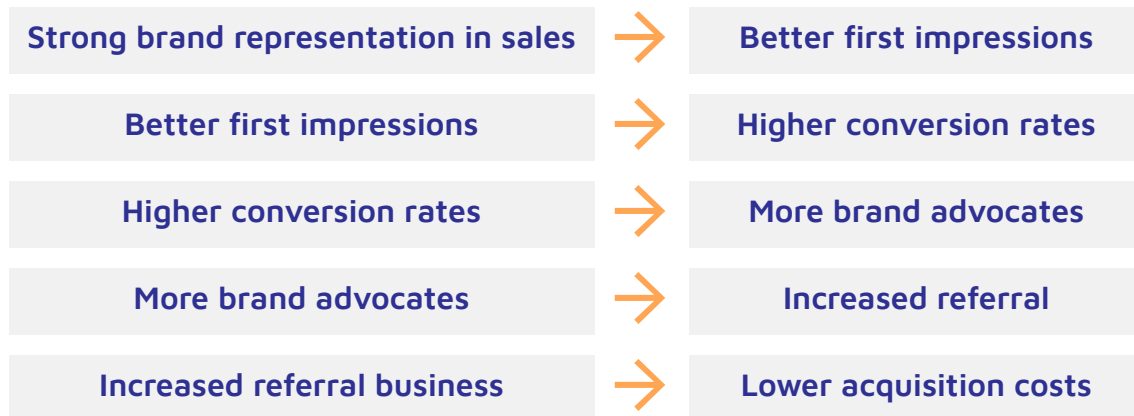 Strong brand representation in sales → Better first impressions
Better first impressions → Higher conversion rates
Higher conversion rates → More brand advocates
More brand advocates → Increased referral
Increased referral business → Lower acquisition costs